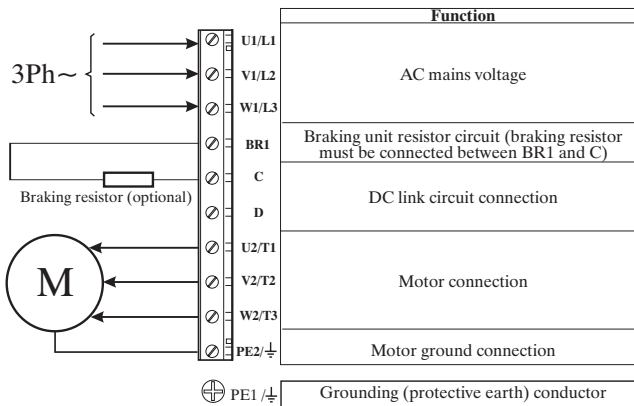 Function
3Ph~
U1/L1
V1/L2
W1/L3
AC mains voltage
BR1
Braking unit resistor circuit (braking resistor
must be connected between BR1 and C)
C
Braking resistor (optional)
D
DC link circuit connection
M
U2/T1
V2/T2
W2/T3
Motor connection
PE2/⏚
Motor ground connection
PE1 /⏚
Grounding (protective earth) conductor